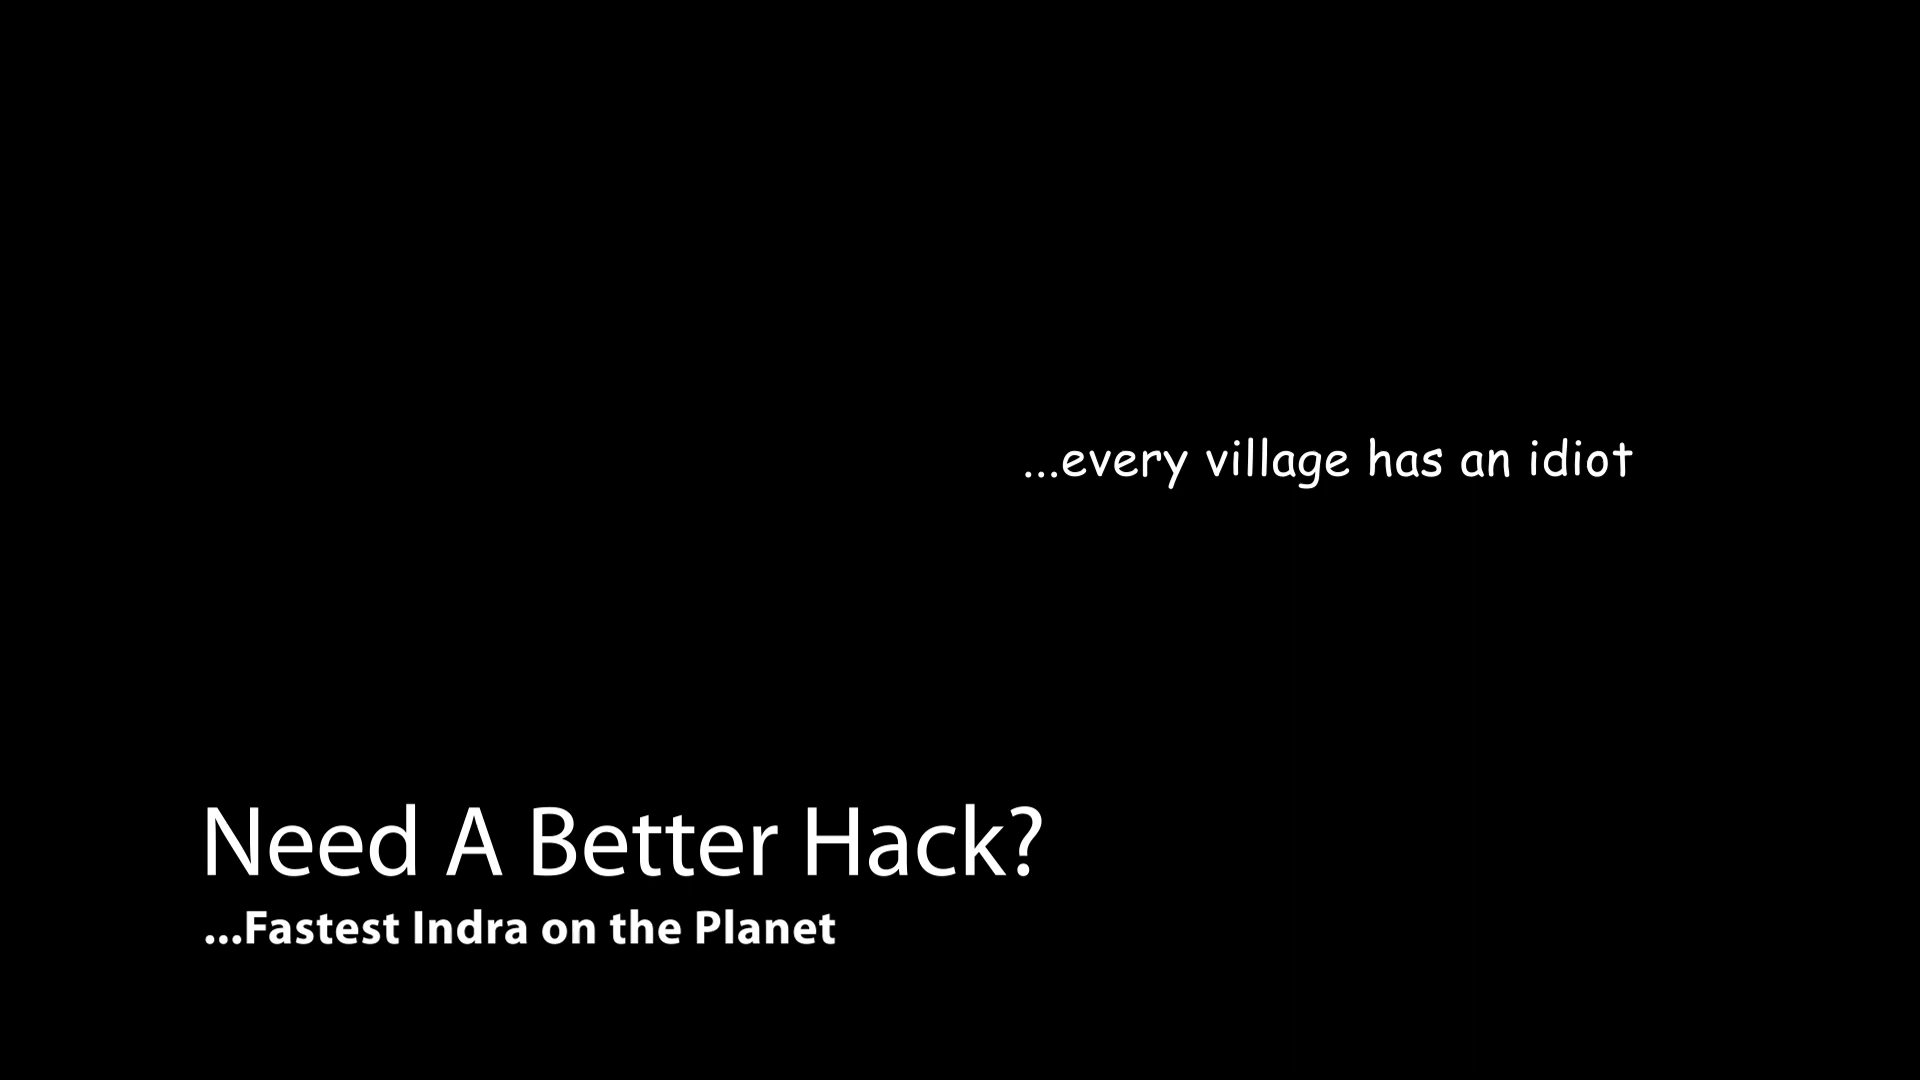 ...every village has an idiot
Need A Better Hack?
...Fastest Indra on the Planet